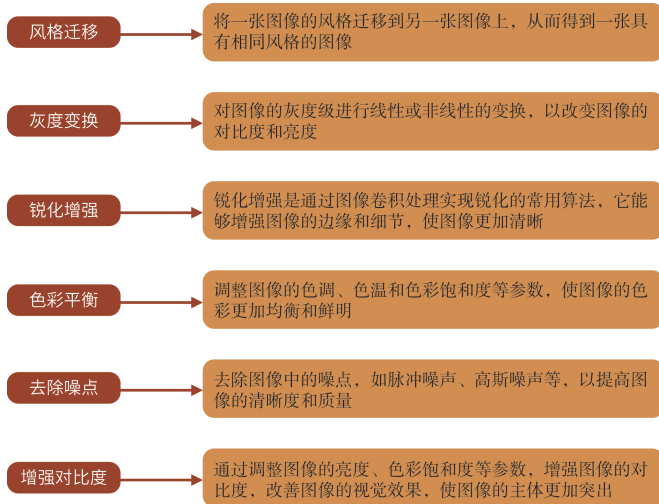 风格迁移
将一张图像的风格迁移到另一张图像上，从而得到一张具
有相同风格的图像
灰度变换
对图像的灰度级进行线性或非线性的变换，以改变图像的
对比度和亮度
锐化增强
锐化增强是通过图像卷积处理实现锐化的常用算法，它能
够增强图像的边缘和细节，使图像更加清晰
色彩平衡
调整图像的色调、色温和色彩饱和度等参数，使图像的色
彩更加均衡和鲜明
去除噪点
去除图像中的噪点，如脉冲噪声、高斯噪声等，以提高图
像的清晰度和质量
增强对比度
通过调整图像的亮度、色彩饱和度等参数，增强图像的对
比度，改善图像的视觉效果，使图像的主体更加突出